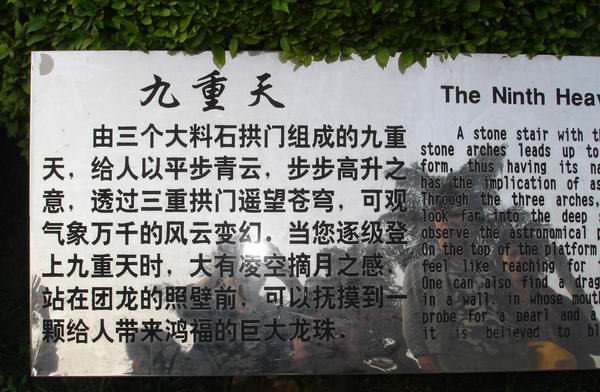 九重天
由三个大料石拱门组成的九重
天，给人以平步青云，步步高升之
意，透过三重拱门遥望苍穹，可观
气象万千的风云变幻．当您逐级登
上九重天时，大有凌空摘月之感，
站在团龙的照壁前，可以抚摸到一
颗给人带来鸿福的巨大龙珠．
The Ninth Heav
A stone stair with th
stone arches leads up to
form, thus having its na
has the implication of as
Through the three arches,
look far into the deep s
observe the astronomical p
On the top of the platform
feel like reaching for
One can also find a drag
in a wall, in whose mouth
probe for a pearl and a
it is believed to bl